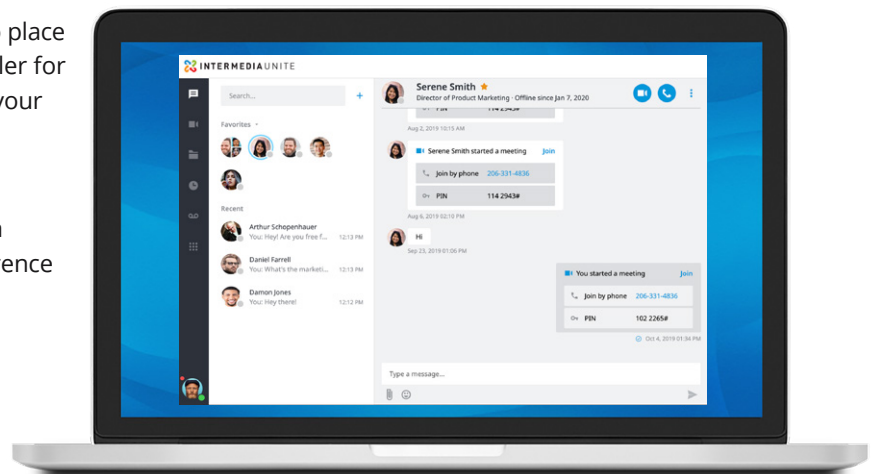 place
ler for
your
ence
INTERMEDIAUNITE
Search...
+
Favorites
Recent
Arthur Schopenhauer
You: Hey! Are you free f... 12:13 PM
Daniel Farrell
You: What's the marketi... 12:13 PM
Damon Jones
You: Hey there! 12:12 PM
Serene Smith
Director of Product Marketing · Offline since Jan 7, 2020
PIN 114 2943#
Aug 2, 2019 10:15 AM
Serene Smith started a meeting Join
Join by phone 206-331-4836
PIN 114 2943#
Aug 6, 2019 02:10 PM
Hi
Sep 23, 2019 01:06 PM
You started a meeting Join
Join by phone 206-331-4836
PIN 102 2265#
Oct 4, 2019 01:34 PM
Type a message...